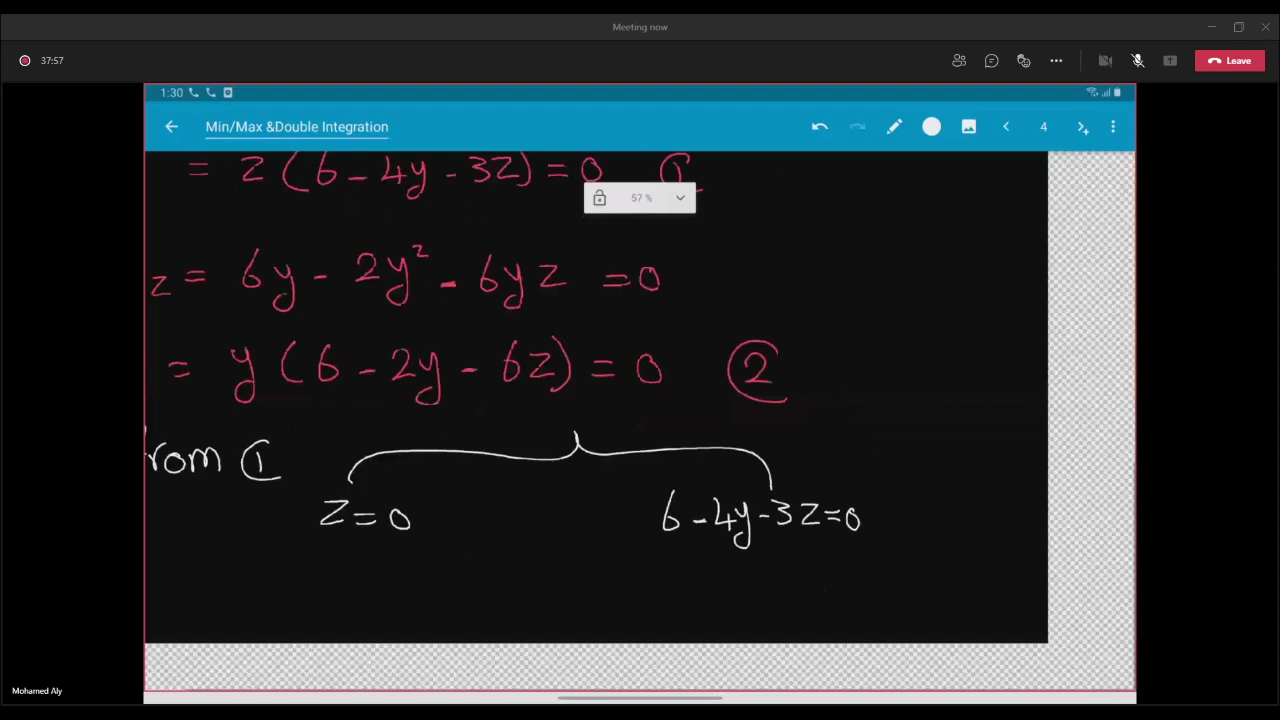 Meeting now
37:57
Leave
1:30
Min/Max &Double Integration
4
= z(6 - 4y - 3z) = 0 ①
57 %
z = 6y - 2y² - 6yz = 0
= y(6 - 2y - 6z) = 0 ②
from ①
z = 0
6 - 4y - 3z = 0
Mohamed Aly